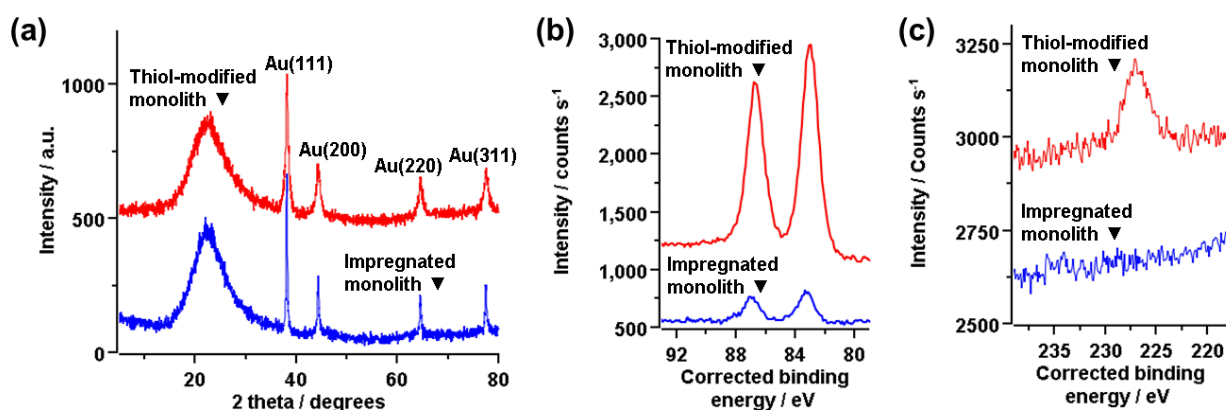 (a)
Intensity / a.u.
1000
500
0
Thiol-modified
monolith ▼
Au(111)
Au(200)
Au(220)
Au(311)
Impregnated
monolith ▼
20
40
60
80
2 theta / degrees
(b)
Intensity / counts s⁻¹
3,000
2,500
2,000
1,500
1,000
500
Thiol-modified
monolith ▼
Impregnated
monolith ▼
92
88
84
80
Corrected binding
energy / eV
(c)
Intensity / Counts s⁻¹
3250
3000
2750
2500
Thiol-modified
monolith ▼
Impregnated
monolith ▼
235
230
225
220
Corrected binding
energy / eV